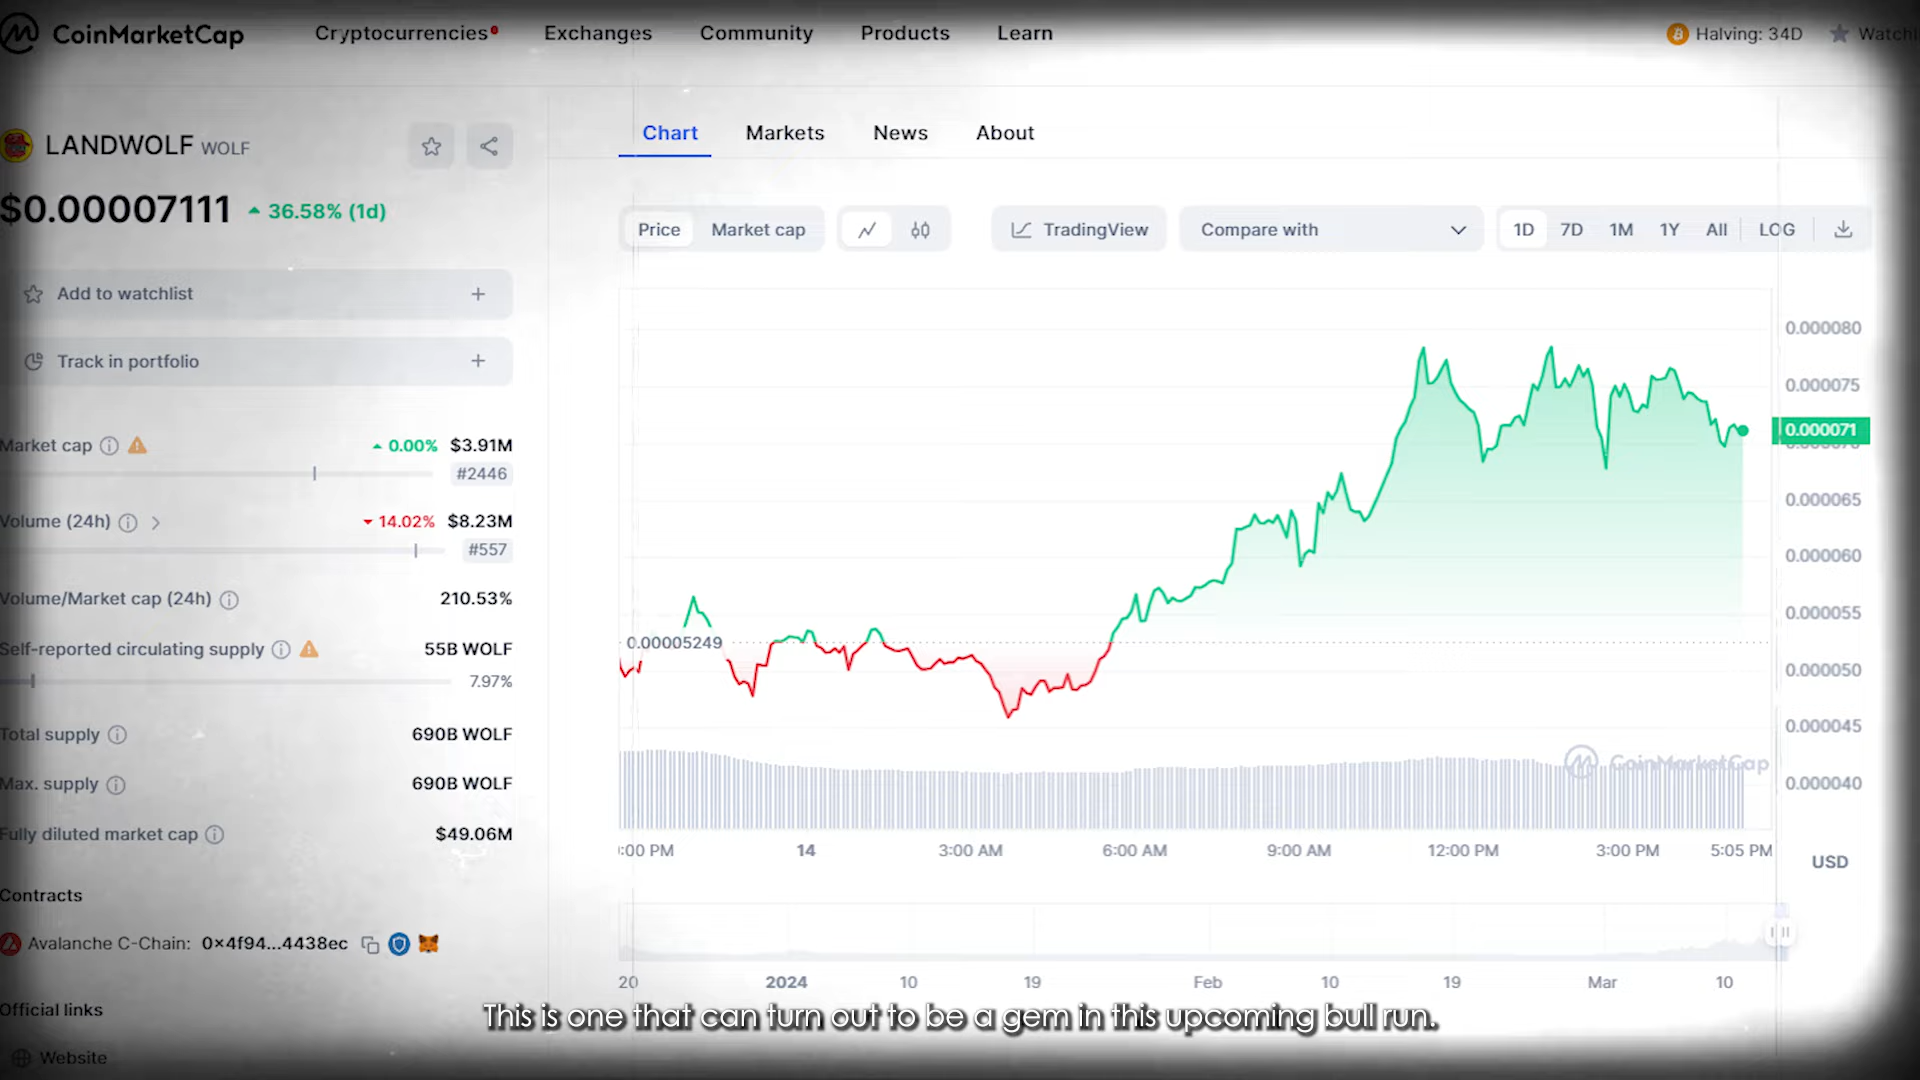 CoinMarketCap Cryptocurrencies Exchanges Community Products Learn Halving: 34D Watchl
LANDWOLF WOLF
$0.00007111 36.58% (1d)
Add to watchlist
Track in portfolio
Market cap 0.00% $3.91M
#2446
Volume (24h) 14.02% $8.23M
#557
Volume/Market cap (24h) 210.53%
Self-reported circulating supply 55B WOLF
7.97%
Total supply 690B WOLF
Max. supply 690B WOLF
Fully diluted market cap $49.06M
Contracts
Avalanche C-Chain: 0x4f94...4438ec
Official links
Website
Chart Markets News About
Price Market cap TradingView Compare with 1D 7D 1M 1Y All LOG
0.000080
0.000075
0.000071
0.000065
0.000060
0.000055
0.00005249
0.000050
0.000045
0.000040
CoinMarketCap
:00 PM 14 3:00 AM 6:00 AM 9:00 AM 12:00 PM 3:00 PM 5:05 PM
USD
20 2024 10 19 Feb 10 19 Mar 10
This is one that can turn out to be a gem in this upcoming bull run.